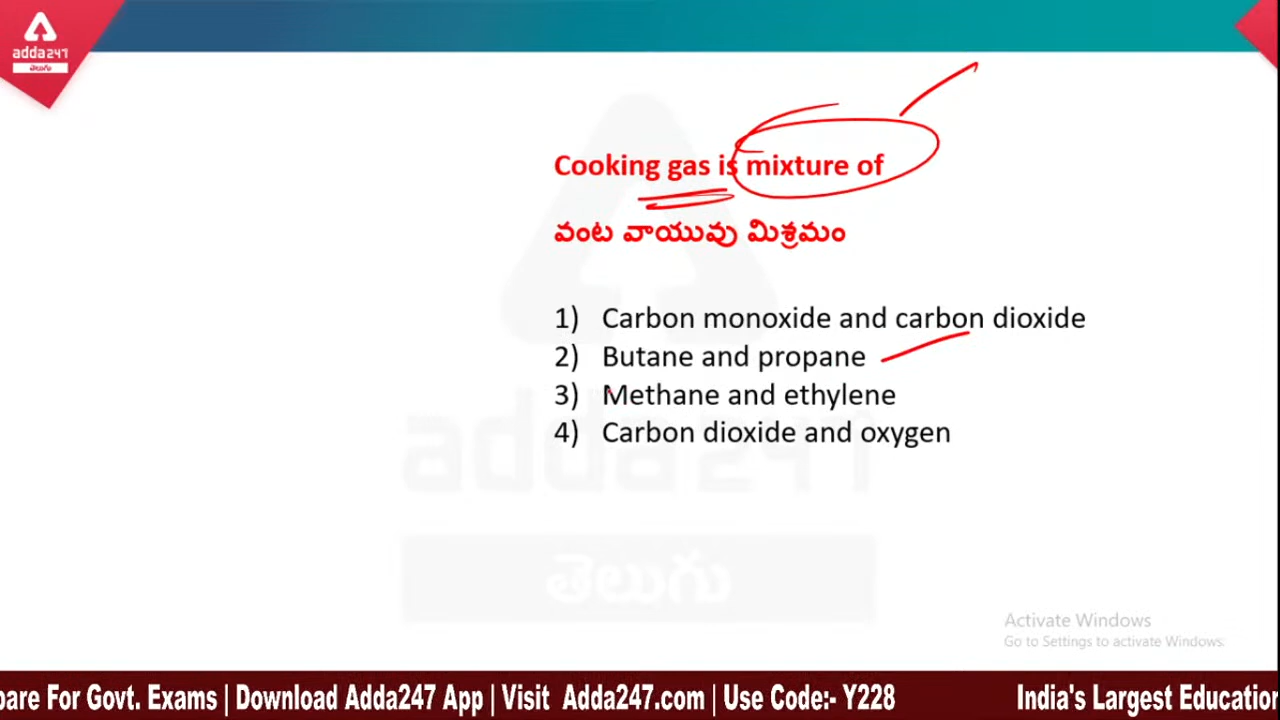 adda247
తెలుగు
Cooking gas is mixture of
వంట వాయువు మిశ్రమం
1) Carbon monoxide and carbon dioxide
2) Butane and propane
3) Methane and ethylene
4) Carbon dioxide and oxygen
adda247
తెలుగు
Activate Windows
Go to Settings to activate Windows.
pare For Govt. Exams | Download Adda247 App | Visit Adda247.com | Use Code:- Y228 India's Largest Education